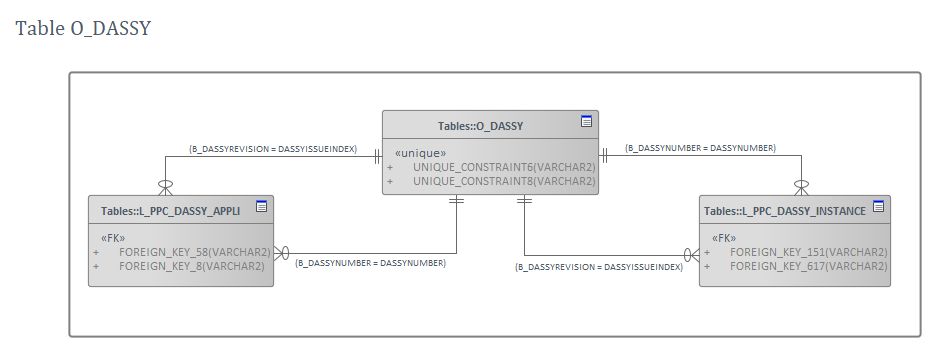 Table O_DASSY
Tables::O_DASSY
«unique»
+ UNIQUE_CONSTRAINT6(VARCHAR2)
+ UNIQUE_CONSTRAINT8(VARCHAR2)
(B_DASSYREVISION = DASSYISSUEINDEX)
(B_DASSYNUMBER = DASSYNUMBER)
Tables::L_PPC_DASSY_APPLI
«FK»
+ FOREIGN_KEY_58(VARCHAR2)
+ FOREIGN_KEY_8(VARCHAR2)
(B_DASSYNUMBER = DASSYNUMBER)
(B_DASSYREVISION = DASSYISSUEINDEX)
Tables::L_PPC_DASSY_INSTANCE
«FK»
+ FOREIGN_KEY_151(VARCHAR2)
+ FOREIGN_KEY_617(VARCHAR2)